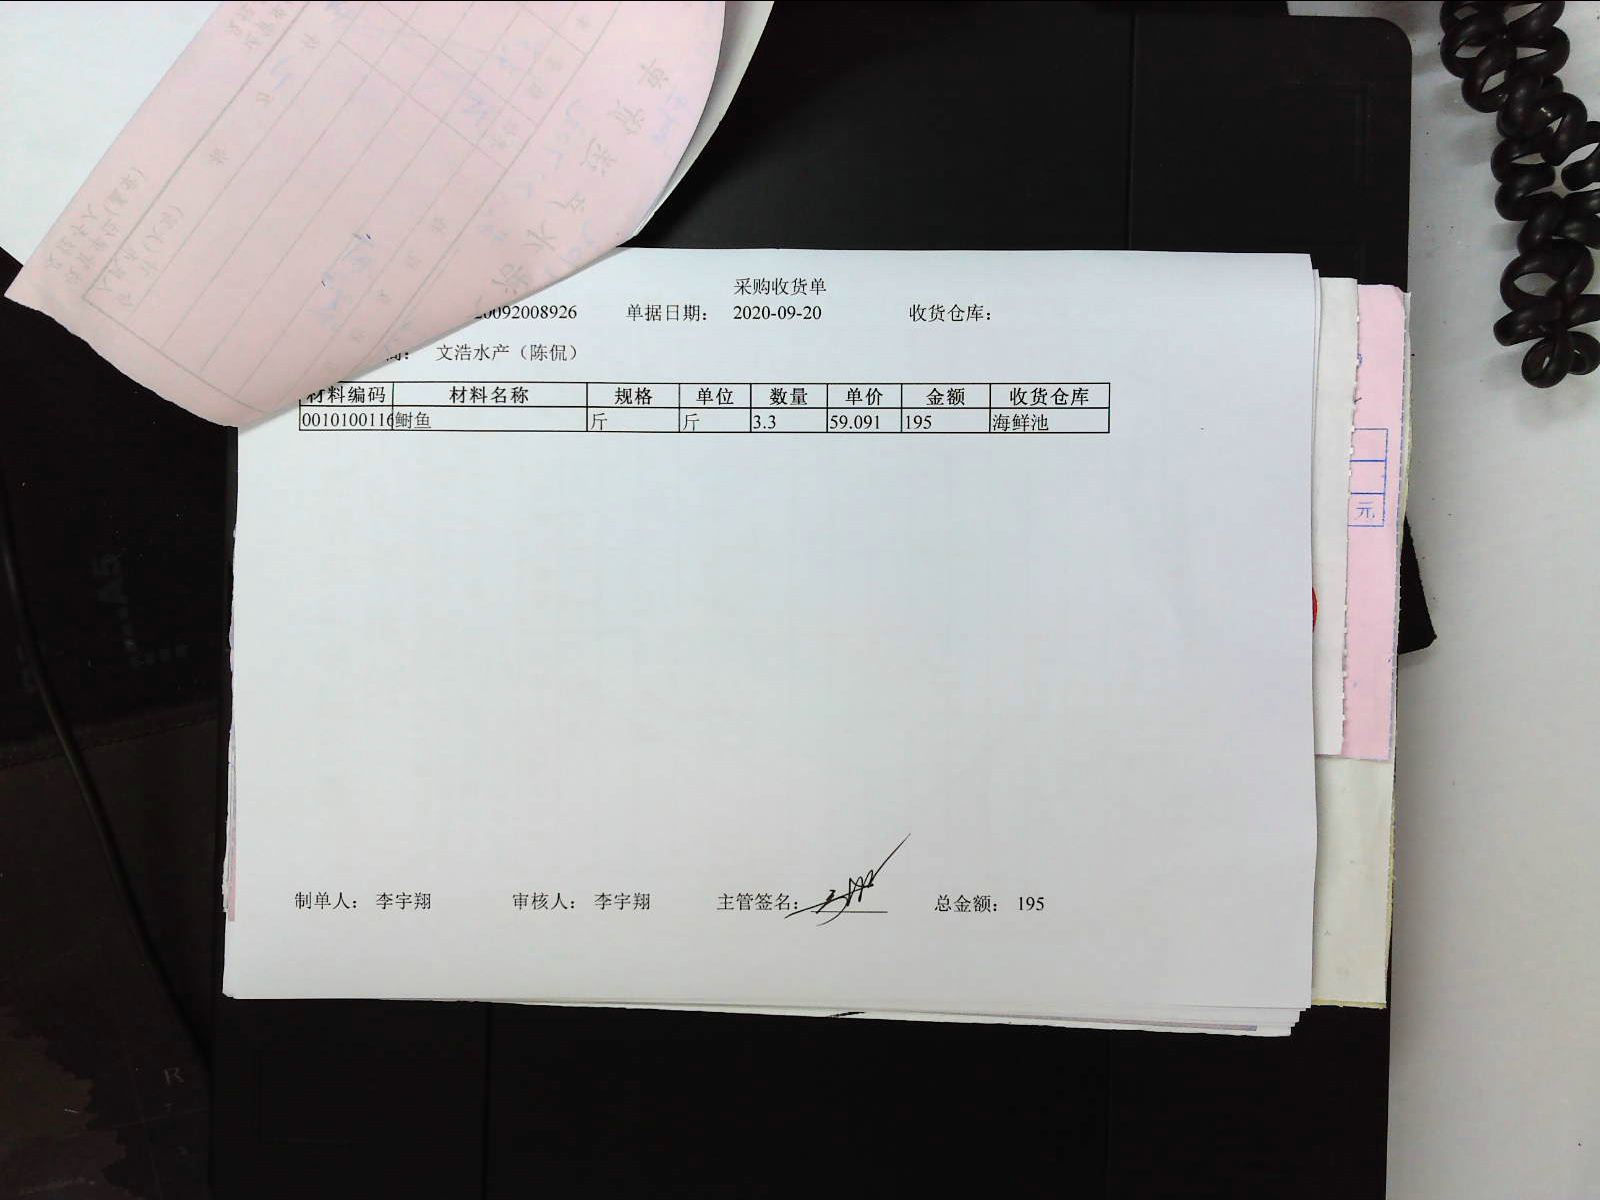 采购收货单
20092008926 单据日期： 2020-09-20 收货仓库：
商： 文浩水产（陈侃）
材料编码 材料名称 规格 单位 数量 单价 金额 收货仓库
0010100116 鲥鱼 斤 斤 3.3 59.091 195 海鲜池
元
制单人： 李宇翔 审核人： 李宇翔 主管签名： 总金额： 195